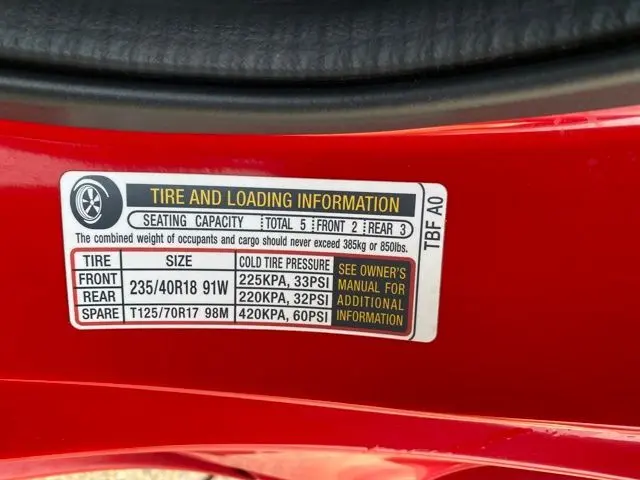 TIRE AND LOADING INFORMATION
SEATING CAPACITY TOTAL 5 FRONT 2 REAR 3
The combined weight of occupants and cargo should never exceed 385kg or 850lbs.
TIRE SIZE COLD TIRE PRESSURE
FRONT 235/40R18 91W 225KPA, 33PSI
REAR 220KPA, 32PSI
SPARE T125/70R17 98M 420KPA, 60PSI
SEE OWNER'S
MANUAL FOR
ADDITIONAL
INFORMATION
TBF A0